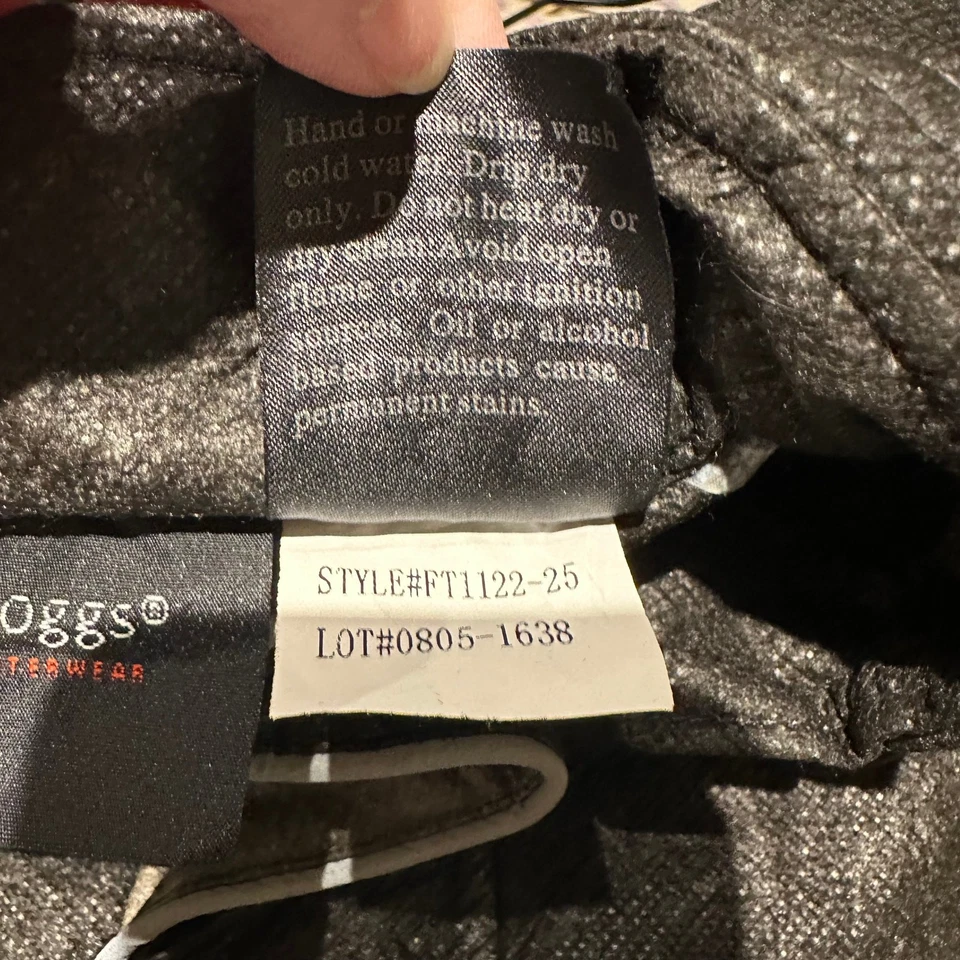 Hand or machine wash
cold water. Drip dry
only. Do not heat dry or
dry clean. Avoid open
flame or other ignition
sources. Oil or alcohol
based products cause
permanent stains.
STYLE#FT1122-25
LOT#0805-1638
oggs®
TERWEAR